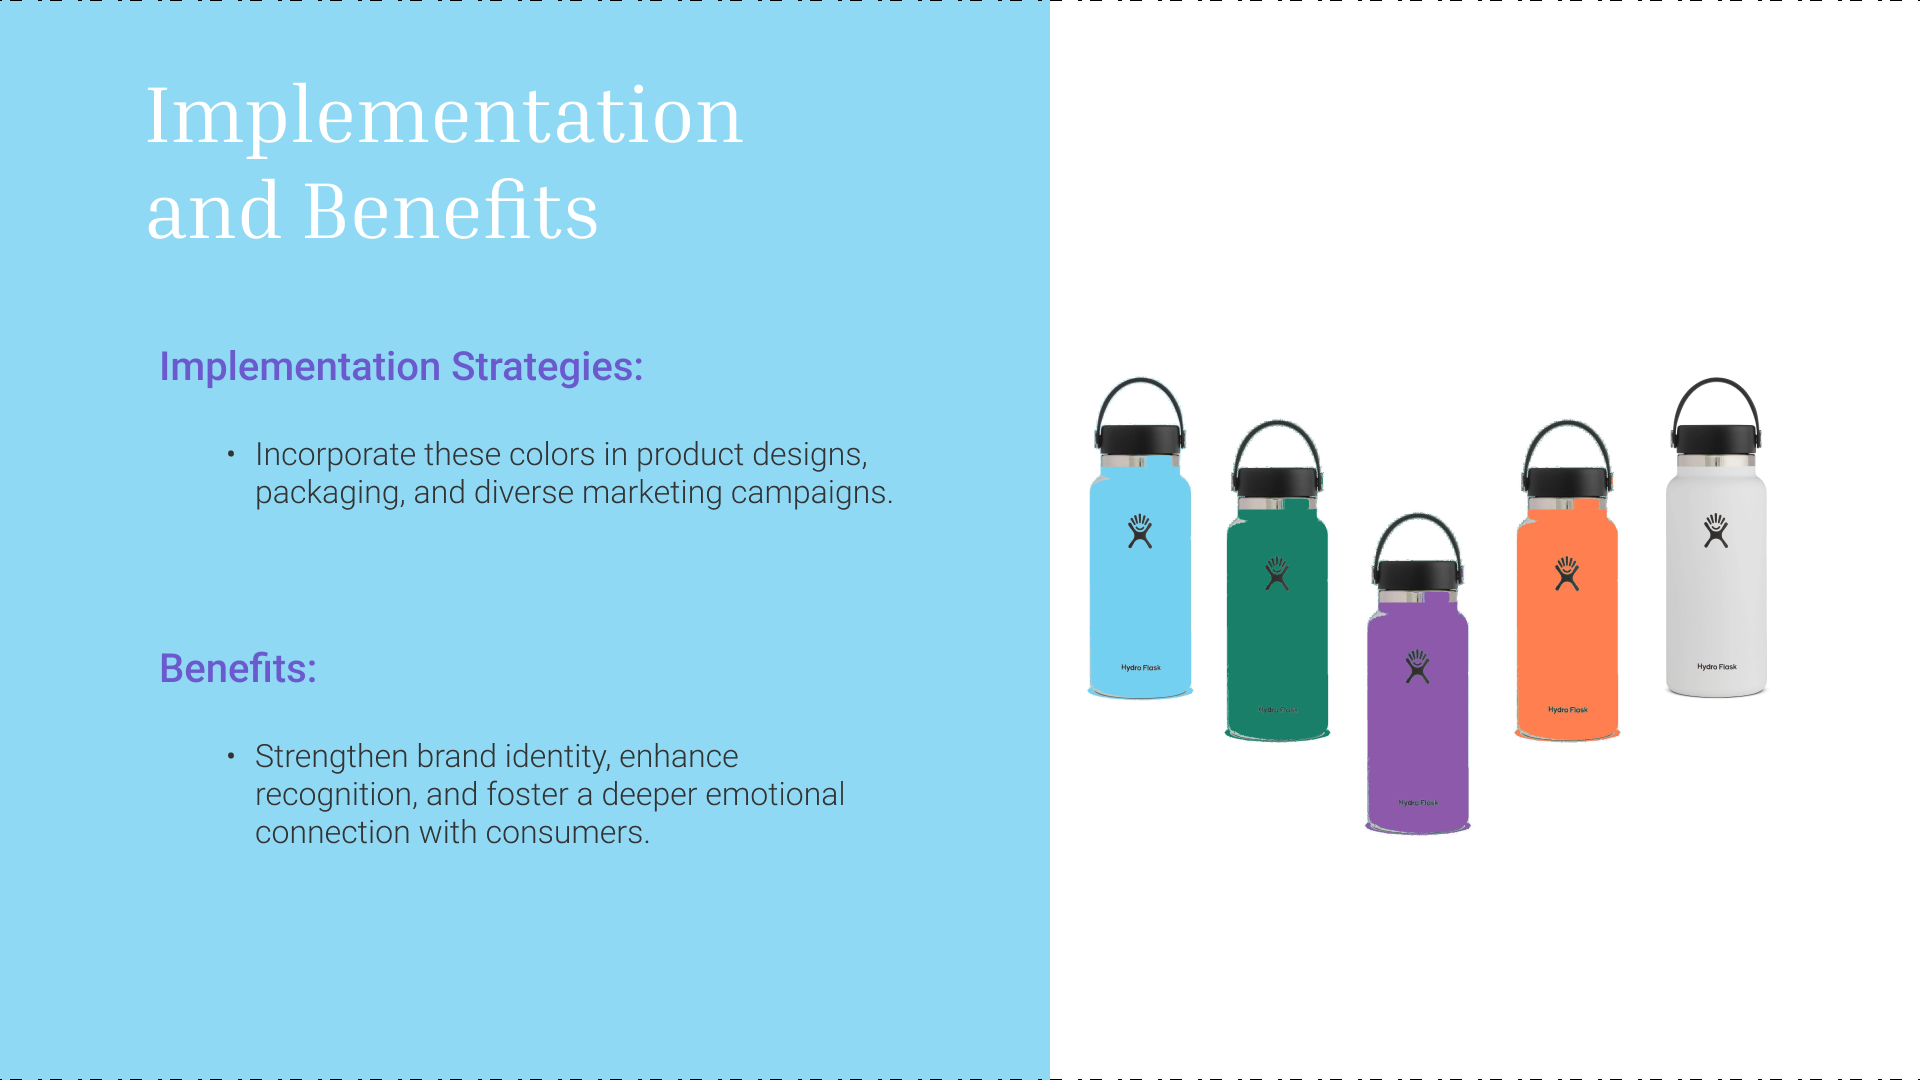 Implementation
and Benefits
Implementation Strategies:
• Incorporate these colors in product designs,
packaging, and diverse marketing campaigns.
Benefits:
• Strengthen brand identity, enhance
recognition, and foster a deeper emotional
connection with consumers.
Hydro Flask
Hydro Flask
Hydro Flask
Hydro Flask
Hydro Flask